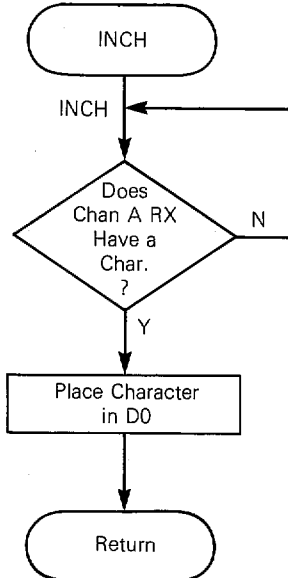 INCH
INCH
Does
Chan A RX
Have a
Char.
?
N
Y
Place Character
in D0
Return